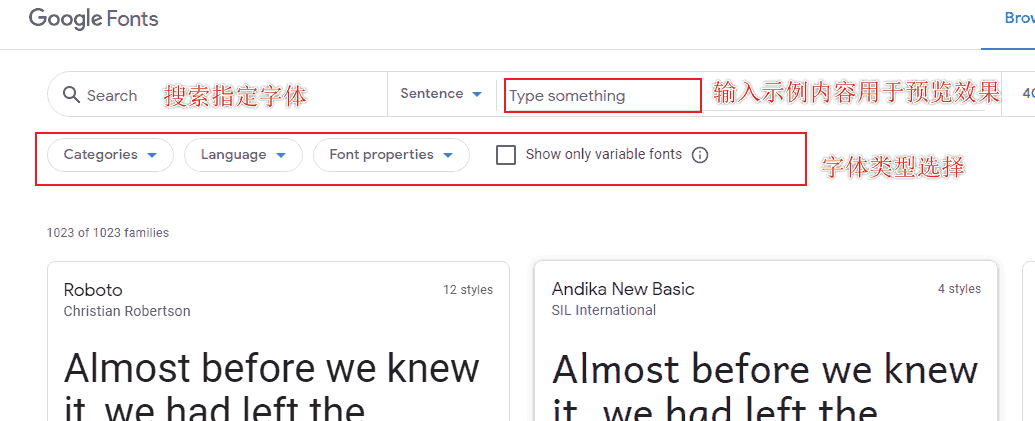 Google Fonts
Brow
Search 搜索指定字体 Sentence Type something 输入示例内容用于预览效果 40
Categories Language Font properties Show only variable fonts 字体类型选择
1023 of 1023 families
Roboto 12 styles
Christian Robertson
Almost before we knew
it, we had left the
Andika New Basic 4 styles
SIL International
Almost before we knew
it, we had left the